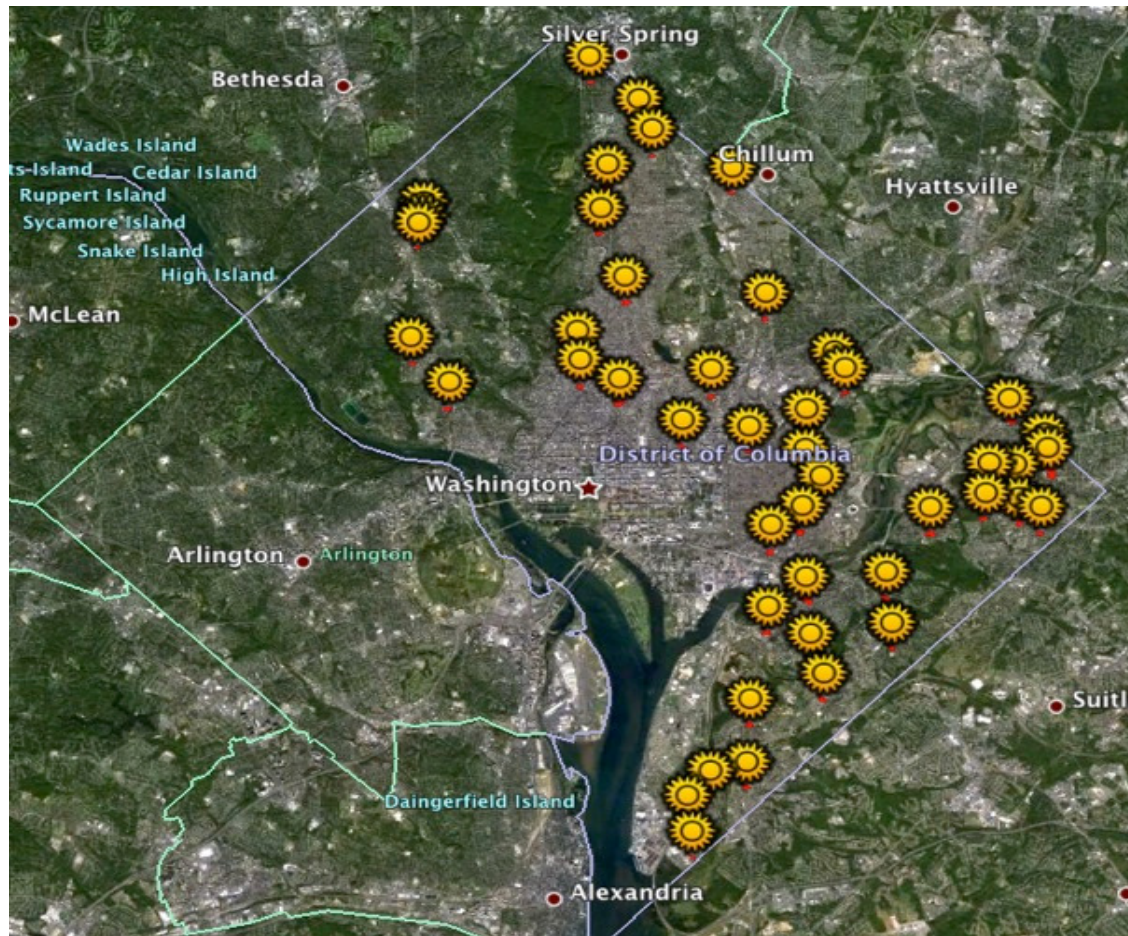 Silver Spring
Bethesda
Wades Island
Chillum
ts Island
Cedar Island
Hyattsville
Ruppert Island
Sycamore Island
Snake Island
High Island
McLean
District of Columbia
Washington
Arlington
Arlington
Suitl
Daingerfield Island
Alexandria